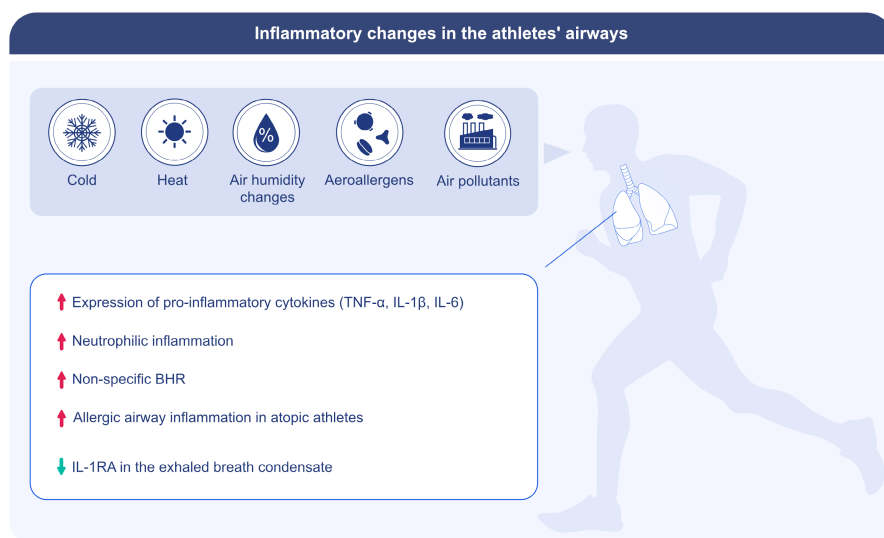 Inflammatory changes in the athletes' airways
%
Cold
Heat
Air humidity
changes
Aeroallergens
Air pollutants
Expression of pro-inflammatory cytokines (TNF-α, IL-1β, IL-6)
Neutrophilic inflammation
Non-specific BHR
Allergic airway inflammation in atopic athletes
IL-1RA in the exhaled breath condensate